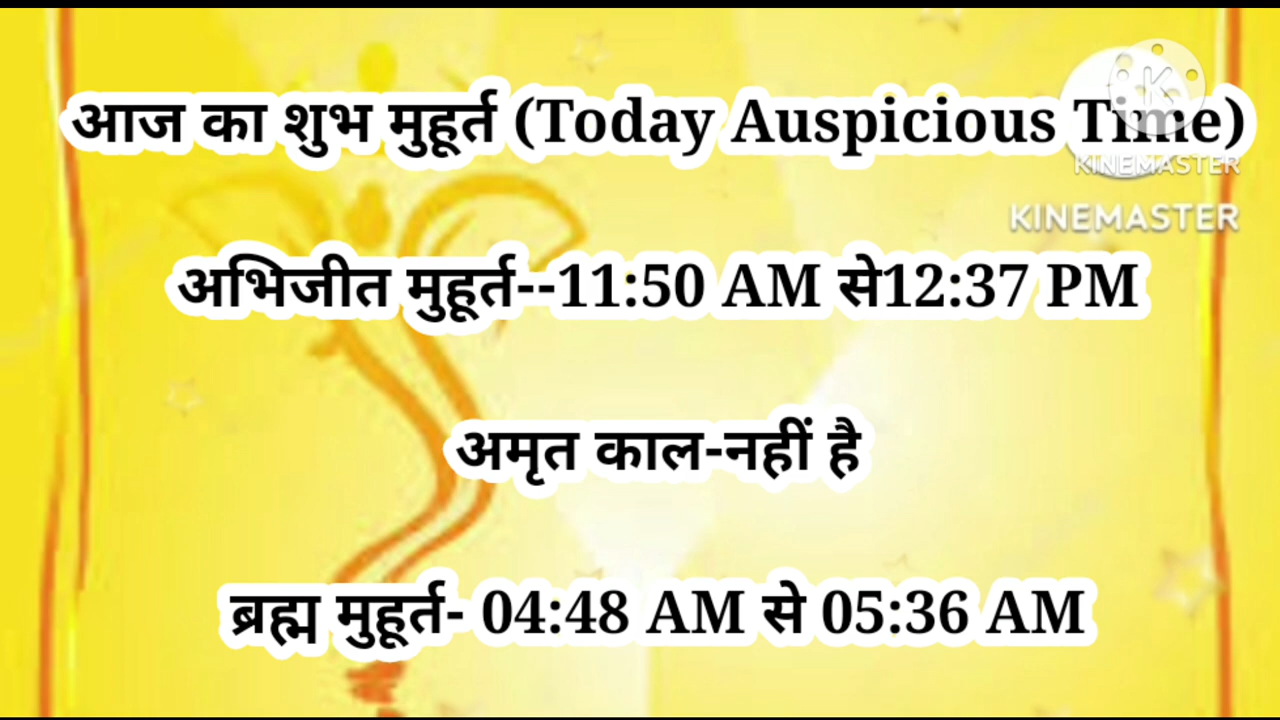 आज का शुभ मुहूर्त (Today Auspicious Time)
KINEMASTER
KINEMASTER
अभिजीत मुहूर्त--11:50 AM से12:37 PM
अमृत काल-नहीं है
ब्रह्म मुहूर्त- 04:48 AM से 05:36 AM